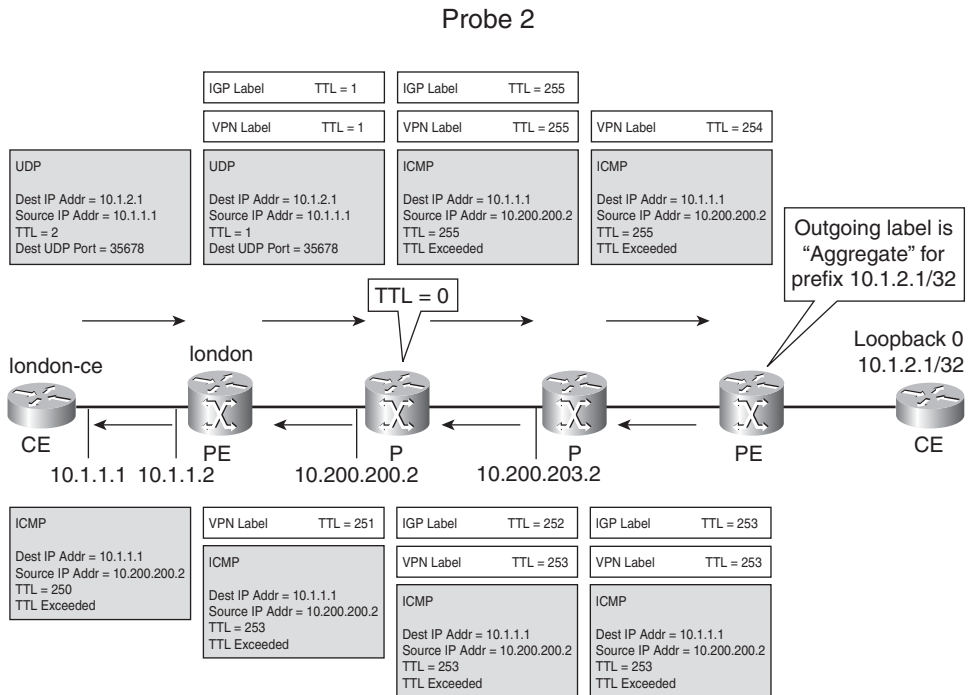 Probe 2
IGP Label TTL = 1
VPN Label TTL = 1
IGP Label TTL = 255
VPN Label TTL = 255
VPN Label TTL = 254
UDP
Dest IP Addr = 10.1.2.1
Source IP Addr = 10.1.1.1
TTL = 2
Dest UDP Port = 35678
UDP
Dest IP Addr = 10.1.2.1
Source IP Addr = 10.1.1.1
TTL = 1
Dest UDP Port = 35678
ICMP
Dest IP Addr = 10.1.1.1
Source IP Addr = 10.200.200.2
TTL = 255
TTL Exceeded
ICMP
Dest IP Addr = 10.1.1.1
Source IP Addr = 10.200.200.2
TTL = 255
TTL Exceeded
Outgoing label is
“Aggregate” for
prefix 10.1.2.1/32
TTL = 0
london-ce
london
Loopback 0
10.1.2.1/32
CE
PE
P
P
PE
CE
10.1.1.1
10.1.1.2
10.200.200.2
10.200.203.2
ICMP
Dest IP Addr = 10.1.1.1
Source IP Addr = 10.200.200.2
TTL = 250
TTL Exceeded
VPN Label TTL = 251
ICMP
Dest IP Addr = 10.1.1.1
Source IP Addr = 10.200.200.2
TTL = 253
TTL Exceeded
IGP Label TTL = 252
VPN Label TTL = 253
ICMP
Dest IP Addr = 10.1.1.1
Source IP Addr = 10.200.200.2
TTL = 253
TTL Exceeded
IGP Label TTL = 253
VPN Label TTL = 253
ICMP
Dest IP Addr = 10.1.1.1
Source IP Addr = 10.200.200.2
TTL = 253
TTL Exceeded